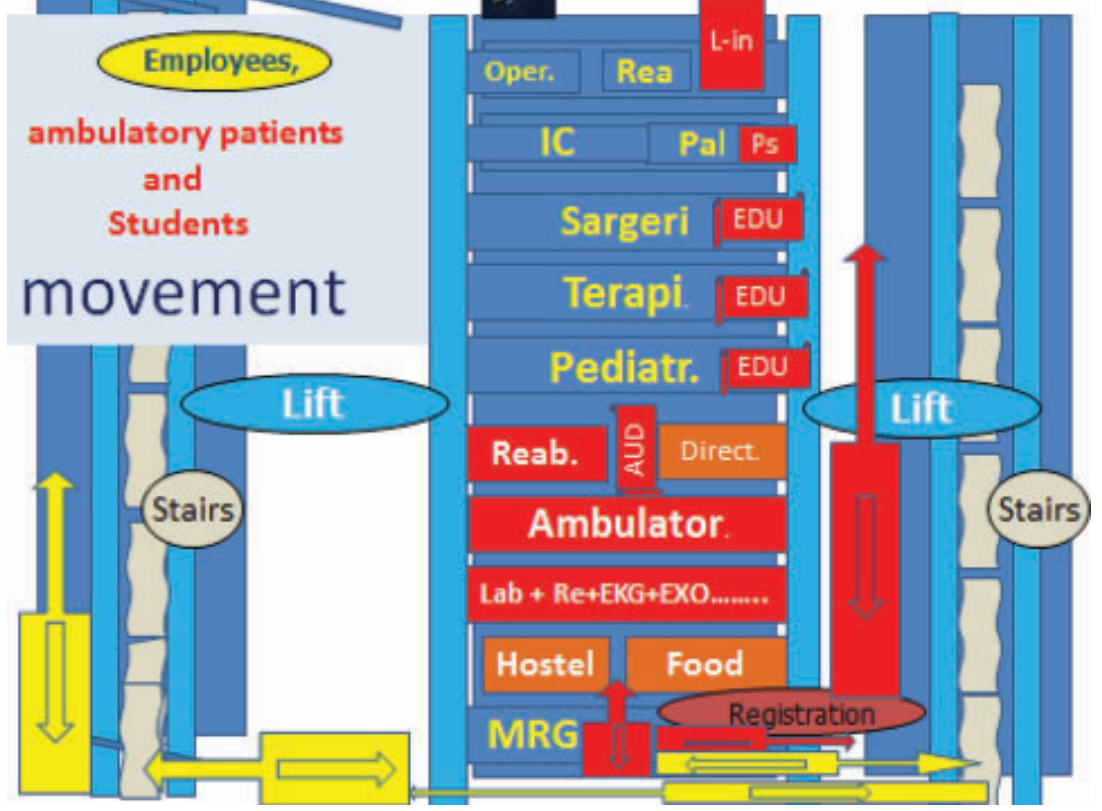 Employees,
ambulatory patients
and
Students
movement
L-in
Oper. Rea
IC Pal Ps
Sargeri EDU
Terapi. EDU
Pediatr. EDU
Lift Lift
Reab. AUD Direct.
Stairs Stairs
Ambulator.
Lab + Re+EKG+EXO........
Hostel Food
Registration
MRG